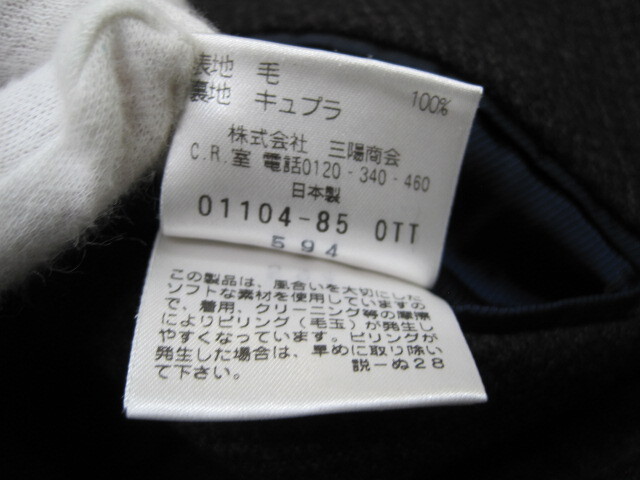 表地 毛
裏地 キュプラ 100%
株式会社 三陽商会
C.R.室 電話0120-340-460
日本製
01104-85 OTT
594
この製品は、風合いを大切にした
ソフトな素材を使用していますの
で、着用、クリーニング等の摩擦
によりピリング(毛玉)が発生し
やすくなっています。ピリングが
発生した場合は、早めに取り除い
て下さい。 説ーぬ28